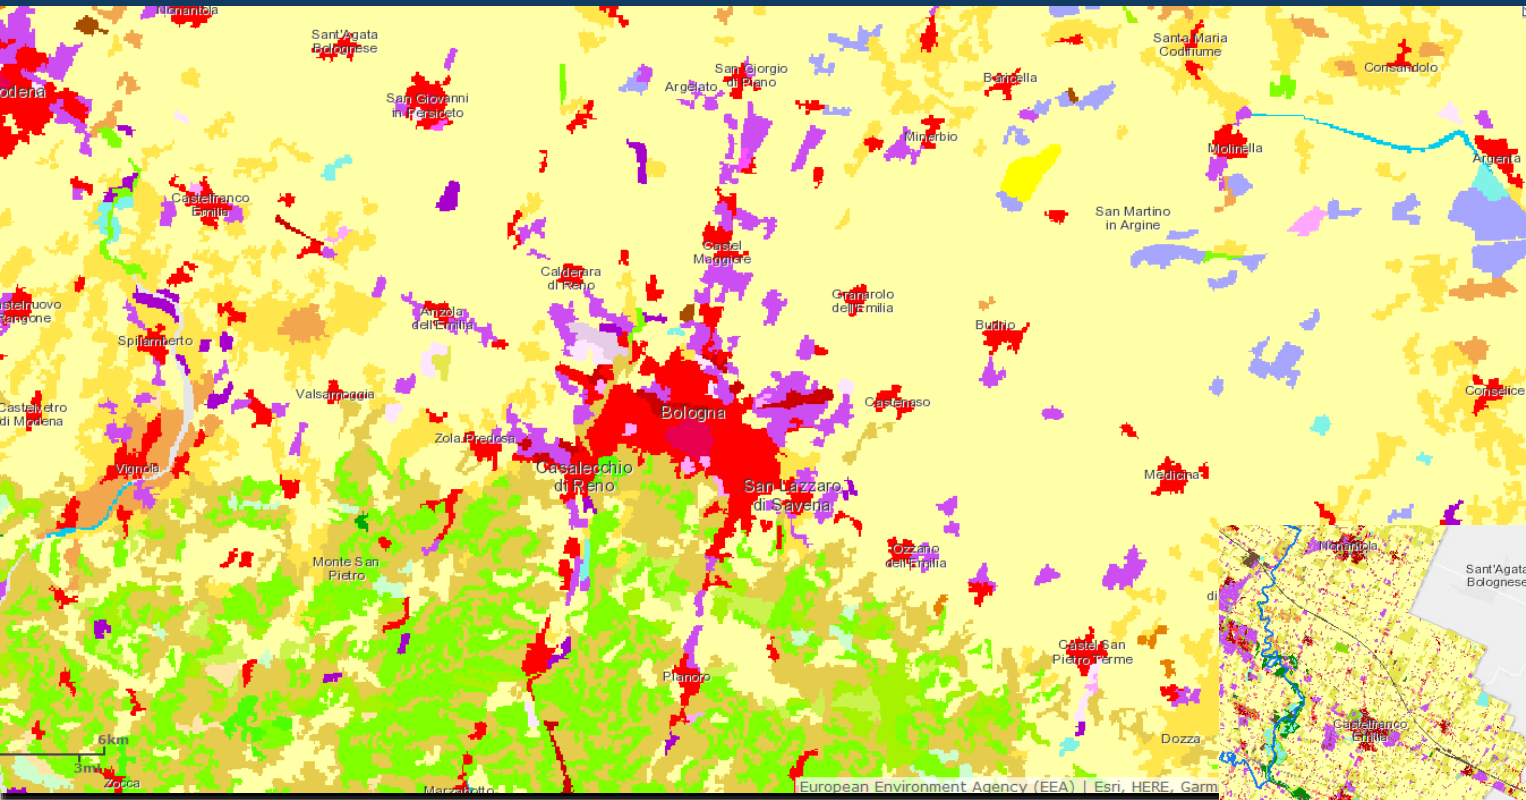 Nonantola
Sant'Agata
Bolognese
San Giorgio
di Piano
Santa Maria
Codifiume
Consandolo
odena
San Giovanni
in Persiceto
Argelato
Baricella
Minerbio
Molinella
Argenta
Castelfranco
Emilia
San Martino
in Argine
Castel
Maggiore
Calderara
di Reno
stelnuovo
Rangone
Anzola
dell'Emilia
Granarolo
dell'Emilia
Spilamberto
Budrio
Castelvetro
di Modena
Valsamoggia
Bologna
Castenaso
Conselice
Zola Predosa
Vignola
Casalecchio
di Reno
San Lazzaro
di Savena
Medicina
Monte San
Pietro
Ozzano
dell'Emilia
Castel San
Pietro Terme
Pianoro
Dozza
6km
3mi
Zocca
Marzabotto
European Environment Agency (EEA) | Esri, HERE, Garm
Nonantola
Sant'Agata
Bolognese
di
Castelfranco
Emilia